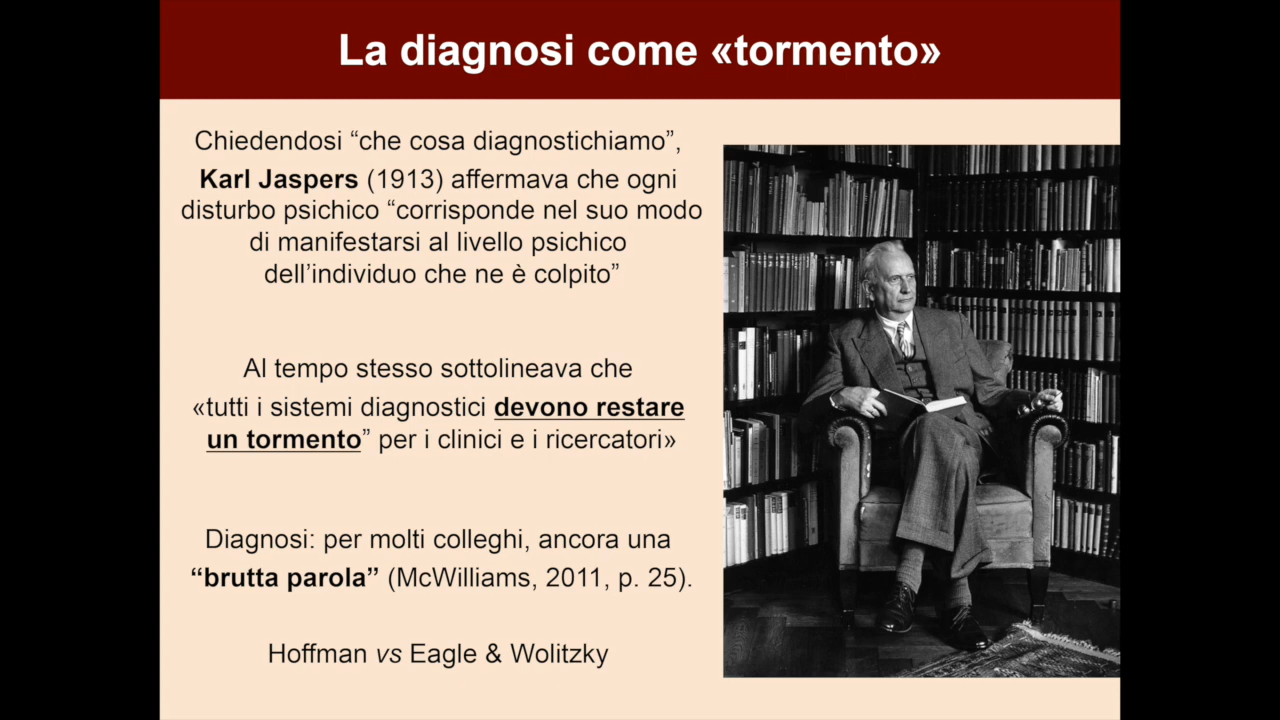 La diagnosi come «tormento»
Chiedendosi “che cosa diagnostichiamo”,
Karl Jaspers (1913) affermava che ogni
disturbo psichico “corrisponde nel suo modo
di manifestarsi al livello psichico
dell’individuo che ne è colpito”
Al tempo stesso sottolineava che
«tutti i sistemi diagnostici devono restare
un tormento” per i clinici e i ricercatori»
Diagnosi: per molti colleghi, ancora una
“brutta parola” (McWilliams, 2011, p. 25).
Hoffman vs Eagle & Wolitzky